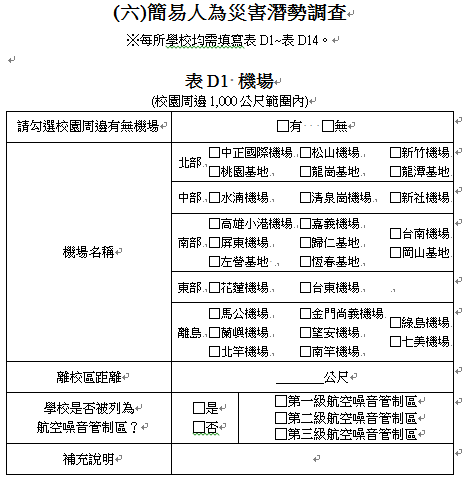 (六)簡易人為災害潛勢調查
※每所學校均需填寫表 D1~表 D14。
表 D1 機場
(校園周邊 1,000 公尺範圍內)
請勾選校園周邊有無機場 □有 □無
機場名稱
北部 □中正國際機場 □松山機場 □新竹機場
□桃園基地 □龍崗基地 □龍潭基地
中部 □水湳機場 □清泉崗機場 □新社機場
南部 □高雄小港機場 □嘉義機場 □台南機場
□屏東機場 □歸仁基地 □岡山基地
□左營基地 □恆春基地
東部 □花蓮機場 □台東機場
離島 □馬公機場 □金門尚義機場 □綠島機場
□蘭嶼機場 □望安機場 □七美機場
□北竿機場 □南竿機場
離校區距離 ______公尺
學校是否被列為
航空噪音管制區？
□是
□否
□第一級航空噪音管制區
□第二級航空噪音管制區
□第三級航空噪音管制區
補充說明